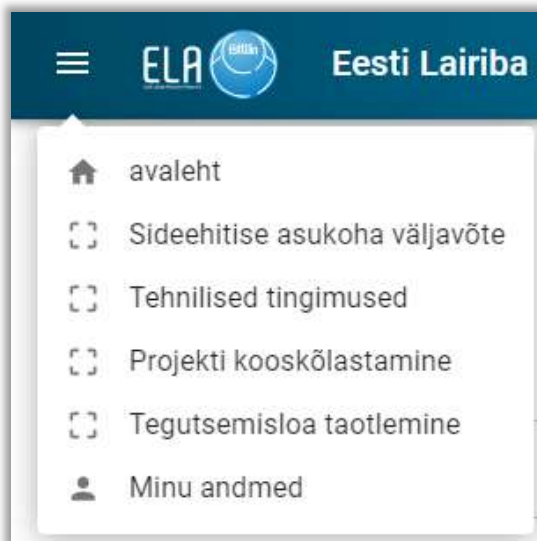 ELA
Eesti Lairiba
avaleht
Sideehitise asukoha väljavõte
Tehnilised tingimused
Projekti kooskõlastamine
Tegutsemisloa taotlemine
Minu andmed